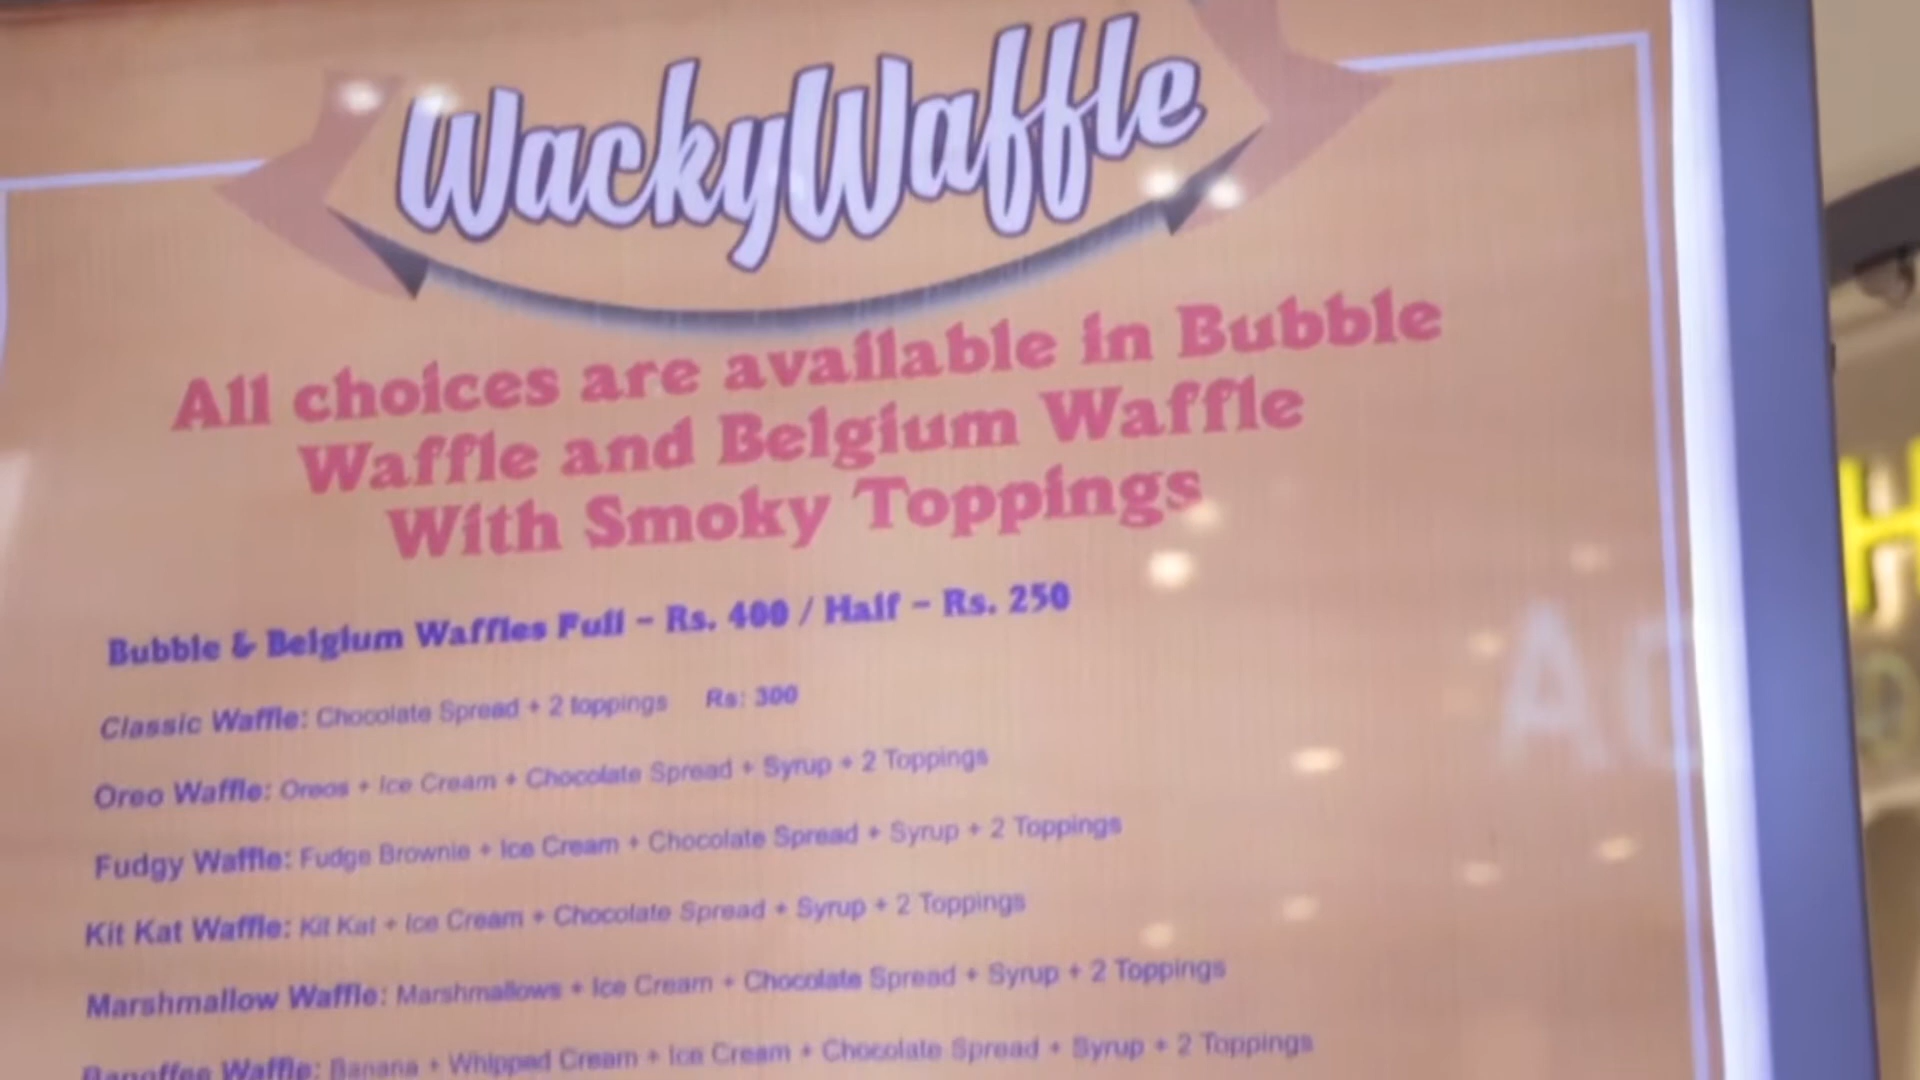 WackyWaffle
All choices are available in Bubble
Waffle and Belgium Waffle
With Smoky Toppings
Bubble & Belgium Waffles Full - Rs. 400 / Half - Rs. 250
Classic Waffle: Chocolate Spread + 2 toppings Rs: 300
Oreo Waffle: Oreos + Ice Cream + Chocolate Spread + Syrup + 2 Toppings
Fudgy Waffle: Fudge Brownie + Ice Cream + Chocolate Spread + Syrup + 2 Toppings
Kit Kat Waffle: Kit Kat + Ice Cream + Chocolate Spread + Syrup + 2 Toppings
Marshmallow Waffle: Marshmallows + Ice Cream + Chocolate Spread + Syrup + 2 Toppings
Banoffee Waffle: Banana + Whipped Cream + Ice Cream + Chocolate Spread + Syrup + 2 Toppings